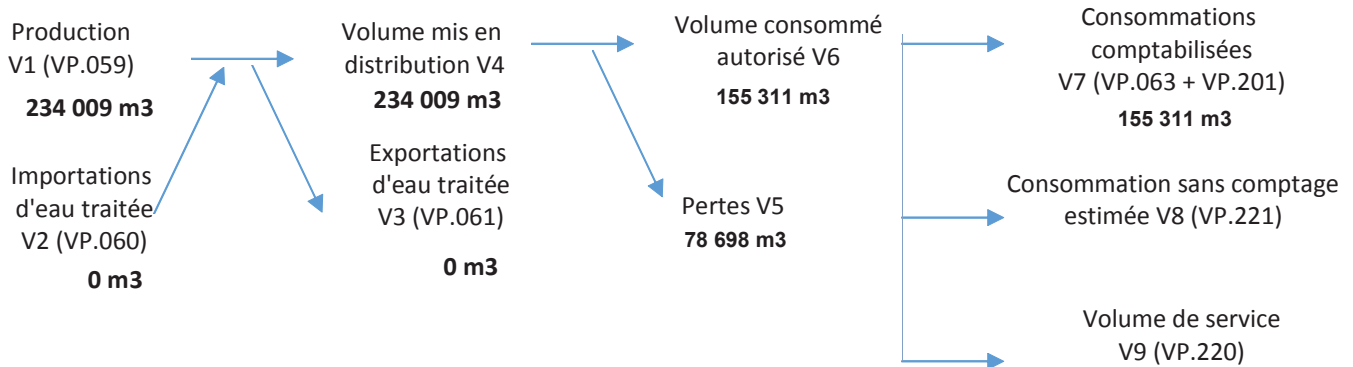 Production
V1 (VP.059)
234 009 m3
Importations
d'eau traitée
V2 (VP.060)
0 m3
Volume mis en
distribution V4
234 009 m3
Exportations
d'eau traitée
V3 (VP.061)
0 m3
Volume consommé
autorisé V6
155 311 m3
Pertes V5
78 698 m3
Consommations
comptabilisées
V7 (VP.063 + VP.201)
155 311 m3
Consommation sans comptage
estimée V8 (VP.221)
Volume de service
V9 (VP.220)